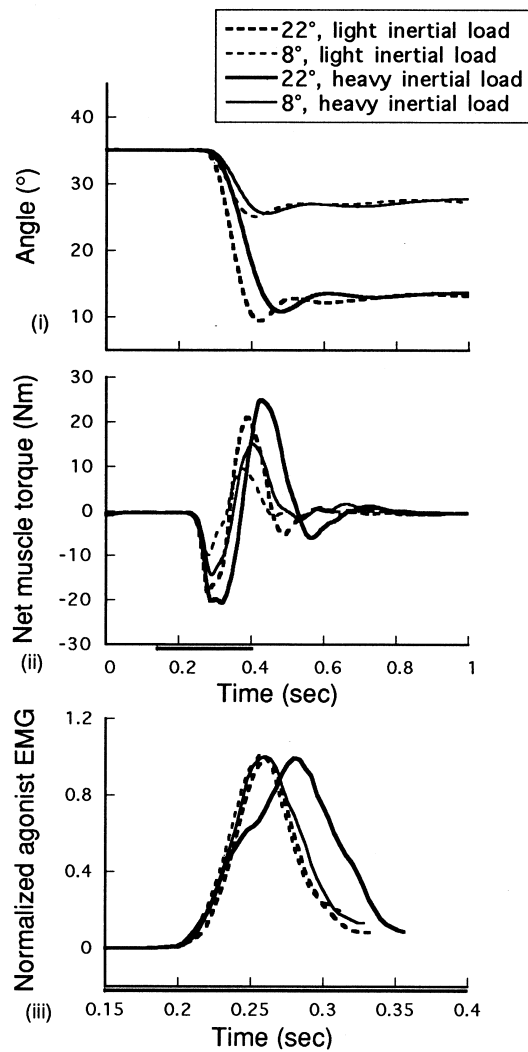 22°, light inertial load
8°, light inertial load
22°, heavy inertial load
8°, heavy inertial load
Angle (°)
40
30
20
10
(i)
Net muscle torque (Nm)
30
20
10
0
-10
-20
-30
(ii)
0
0.2
0.4
0.6
0.8
1
Time (sec)
Normalized agonist EMG
1.2
0.8
0.4
0
(iii)
0.15
0.2
0.25
0.3
0.35
0.4
Time (sec)